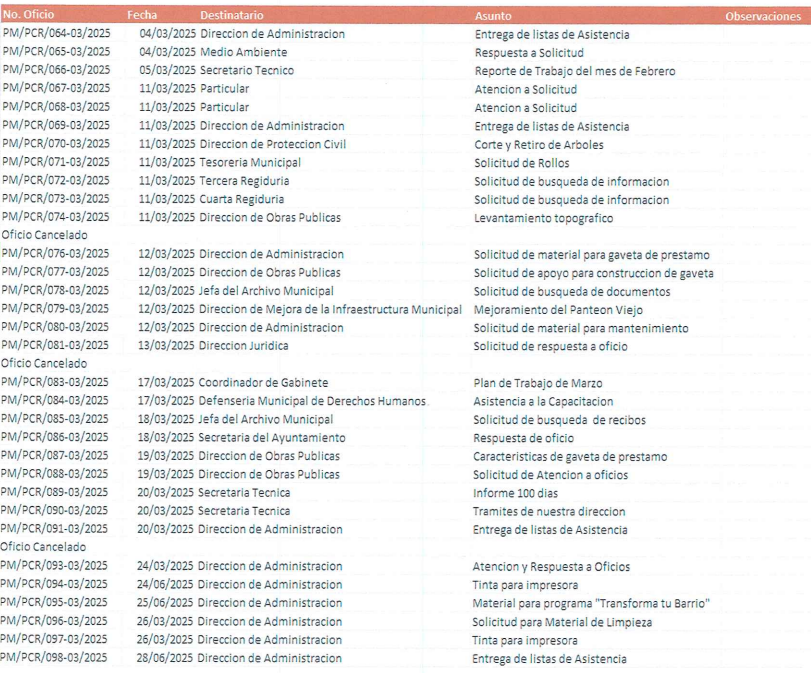 No. Oficio Fecha Destinatario Asunto Observaciones
PM/PCR/064-03/2025 04/03/2025 Direccion de Administracion Entrega de listas de Asistencia
PM/PCR/065-03/2025 04/03/2025 Medio Ambiente Respuesta a Solicitud
PM/PCR/066-03/2025 05/03/2025 Secretario Tecnico Reporte de Trabajo del mes de Febrero
PM/PCR/067-03/2025 11/03/2025 Particular Atencion a Solicitud
PM/PCR/068-03/2025 11/03/2025 Particular Atencion a Solicitud
PM/PCR/069-03/2025 11/03/2025 Direccion de Administracion Entrega de listas de Asistencia
PM/PCR/070-03/2025 11/03/2025 Direccion de Proteccion Civil Corte y Retiro de Arboles
PM/PCR/071-03/2025 11/03/2025 Tesoreria Municipal Solicitud de Rollos
PM/PCR/072-03/2025 11/03/2025 Tercera Regiduria Solicitud de busqueda de informacion
PM/PCR/073-03/2025 11/03/2025 Cuarta Regiduria Solicitud de busqueda de informacion
PM/PCR/074-03/2025 11/03/2025 Direccion de Obras Publicas Levantamiento topografico
Oficio Cancelado
PM/PCR/076-03/2025 12/03/2025 Direccion de Administracion Solicitud de material para gaveta de prestamo
PM/PCR/077-03/2025 12/03/2025 Direccion de Obras Publicas Solicitud de apoyo para construccion de gaveta
PM/PCR/078-03/2025 12/03/2025 Jefa del Archivo Municipal Solicitud de busqueda de documentos
PM/PCR/079-03/2025 12/03/2025 Direccion de Mejora de la Infraestructura Municipal Mejoramiento del Panteon Viejo
PM/PCR/080-03/2025 12/03/2025 Direccion de Administracion Solicitud de material para mantenimiento
PM/PCR/081-03/2025 13/03/2025 Direccion Juridica Solicitud de respuesta a oficio
Oficio Cancelado
PM/PCR/083-03/2025 17/03/2025 Coordinador de Gabinete Plan de Trabajo de Marzo
PM/PCR/084-03/2025 17/03/2025 Defenseria Municipal de Derechos Humanos Asistencia a la Capacitacion
PM/PCR/085-03/2025 18/03/2025 Jefa del Archivo Municipal Solicitud de busqueda de recibos
PM/PCR/086-03/2025 18/03/2025 Secretaria del Ayuntamiento Respuesta de oficio
PM/PCR/087-03/2025 19/03/2025 Direccion de Obras Publicas Caracteristicas de gaveta de prestamo
PM/PCR/088-03/2025 19/03/2025 Direccion de Obras Publicas Solicitud de Atencion a oficios
PM/PCR/089-03/2025 20/03/2025 Secretaria Tecnica Informe 100 dias
PM/PCR/090-03/2025 20/03/2025 Secretaria Tecnica Tramites de nuestra direccion
PM/PCR/091-03/2025 20/03/2025 Direccion de Administracion Entrega de listas de Asistencia
Oficio Cancelado
PM/PCR/093-03/2025 24/03/2025 Direccion de Administracion Atencion y Respuesta a Oficios
PM/PCR/094-03/2025 24/06/2025 Direccion de Administracion Tinta para impresora
PM/PCR/095-03/2025 25/06/2025 Direccion de Administracion Material para programa "Transforma tu Barrio"
PM/PCR/096-03/2025 26/03/2025 Direccion de Administracion Solicitud para Material de Limpieza
PM/PCR/097-03/2025 26/03/2025 Direccion de Administracion Tinta para impresora
PM/PCR/098-03/2025 28/06/2025 Direccion de Administracion Entrega de listas de Asistencia